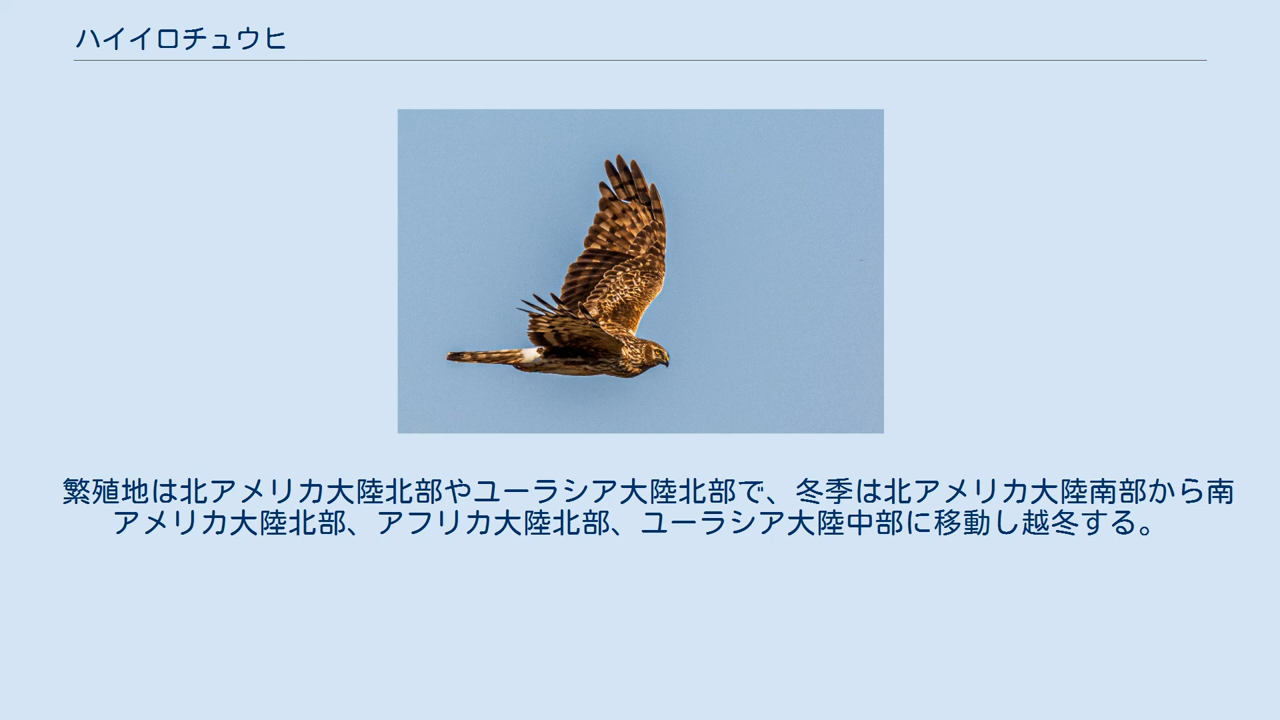 ハイイロチュウヒ
繁殖地は北アメリカ大陸北部やユーラシア大陸北部で、冬季は北アメリカ大陸南部から南
アメリカ大陸北部、アフリカ大陸北部、ユーラシア大陸中部に移動し越冬する。